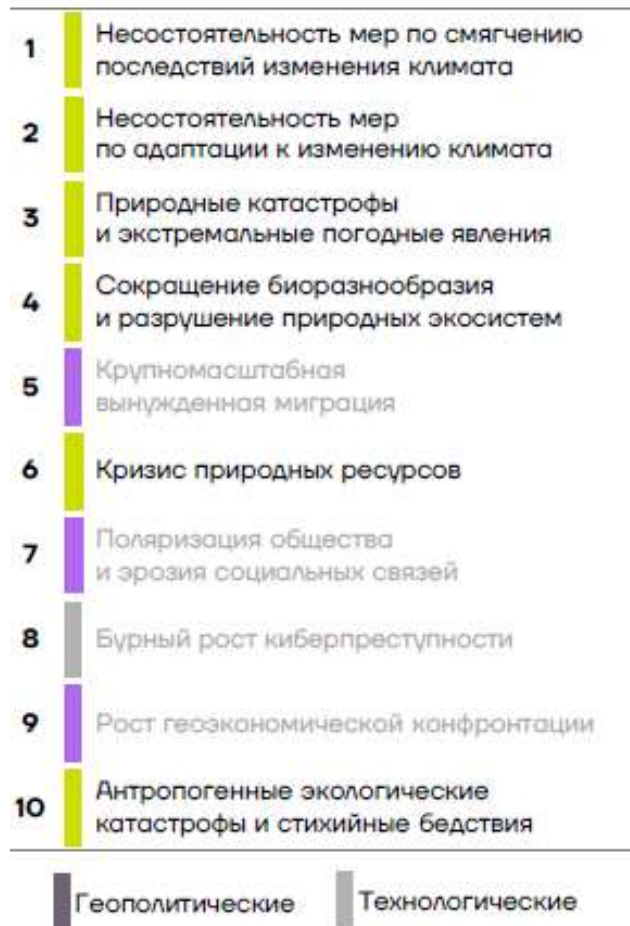 1
Несостоятельность мер по смягчению
последствий изменения климата
2
Несостоятельность мер
по адаптации к изменению климата
3
Природные катастрофы
и экстремальные погодные явления
4
Сокращение биоразнообразия
и разрушение природных экосистем
5
Крупномасштабная
вынужденная миграция
6
Кризис природных ресурсов
7
Поляризация общества
и эрозия социальных связей
8
Бурный рост киберпреступности
9
Рост геоэкономической конфронтации
10
Антропогенные экологические
катастрофы и стихийные бедствия
Геополитические
Технологические